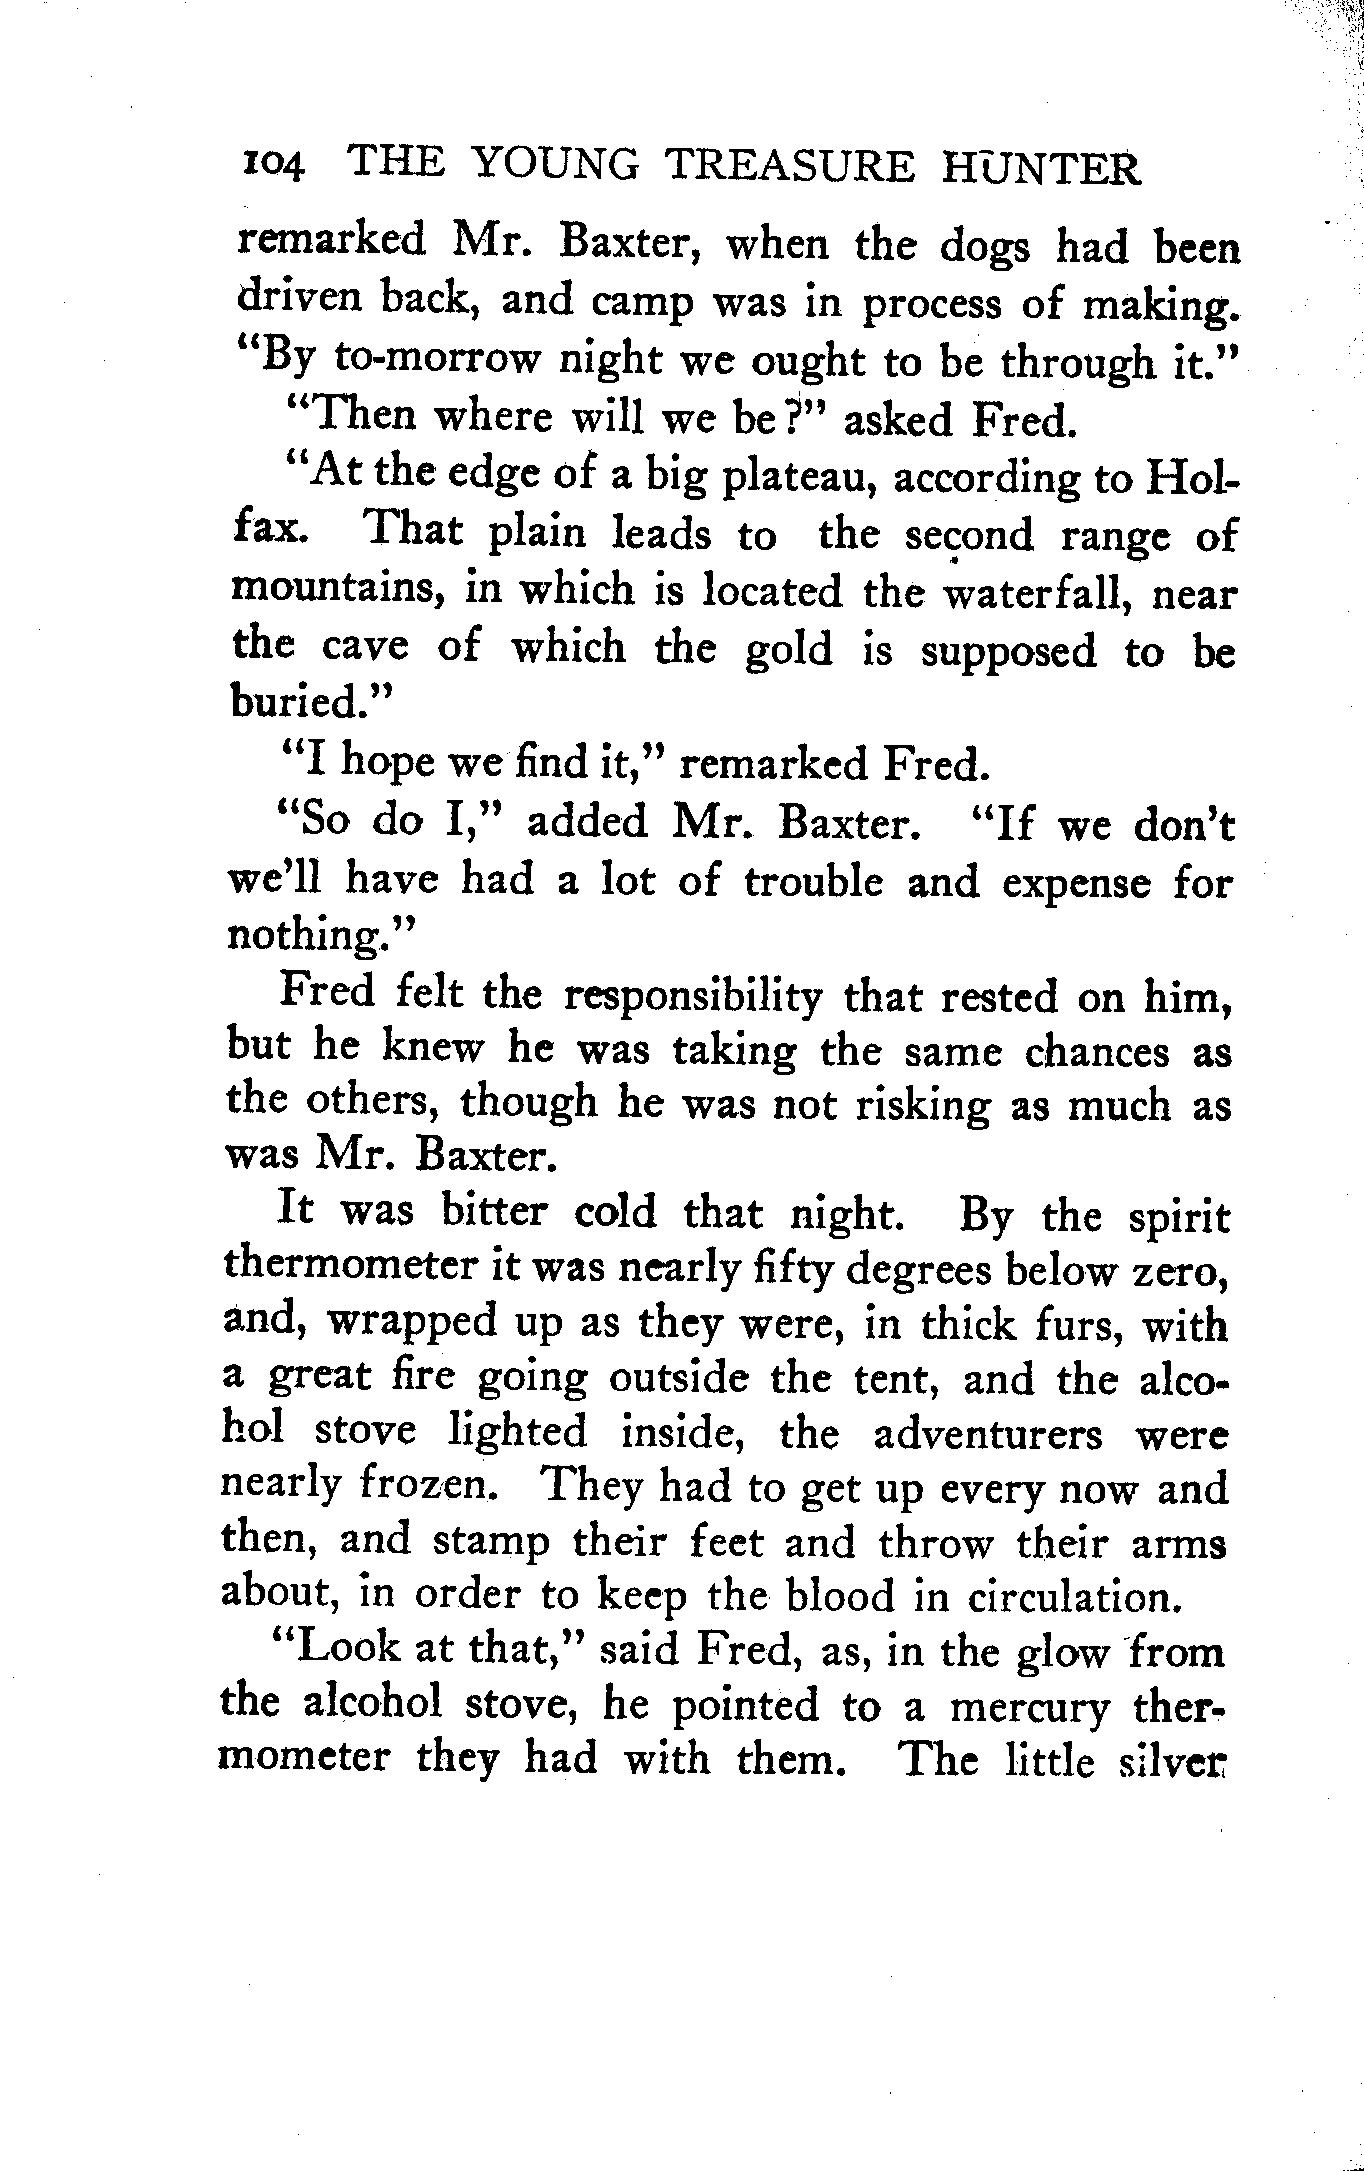 104 THE YOUNG TREASURE HUNTER
remarked Mr. Baxter, when the dogs had been
driven back, and camp was in process of making.
“By to-morrow night we ought to be through it.”
“Then where will we be?” asked Fred.
“At the edge of a big plateau, according to Hol-
fax. That plain leads to the second range of
mountains, in which is located the waterfall, near
the cave of which the gold is supposed to be
buried.”
“I hope we find it,” remarked Fred.
“So do I,” added Mr. Baxter. “If we don’t
we’ll have had a lot of trouble and expense for
nothing.”
Fred felt the responsibility that rested on him,
but he knew he was taking the same chances as
the others, though he was not risking as much as
was Mr. Baxter.
It was bitter cold that night. By the spirit
thermometer it was nearly fifty degrees below zero,
and, wrapped up as they were, in thick furs, with
a great fire going outside the tent, and the alco-
hol stove lighted inside, the adventurers were
nearly frozen. They had to get up every now and
then, and stamp their feet and throw their arms
about, in order to keep the blood in circulation.
“Look at that,” said Fred, as, in the glow from
the alcohol stove, he pointed to a mercury ther-
mometer they had with them. The little silver